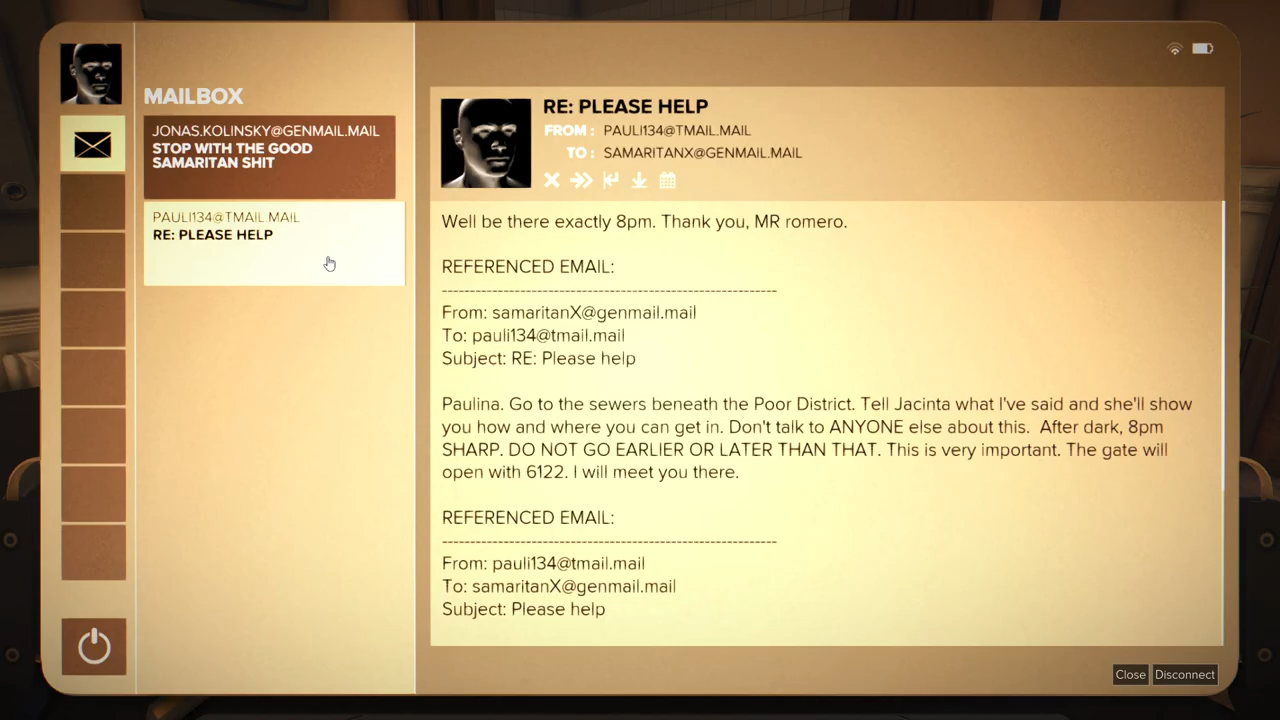 MAILBOX
JONAS.KOLINSKY@GENMAIL.MAIL
STOP WITH THE GOOD
SAMARITAN SHIT
PAULI134@TMAIL.MAIL
RE: PLEASE HELP
RE: PLEASE HELP
FROM : PAULI134@TMAIL.MAIL
TO : SAMARITANX@GENMAIL.MAIL
Well be there exactly 8pm. Thank you, MR romero.
REFERENCED EMAIL:
------------------------------------------------------------
From: samaritanX@genmail.mail
To: pauli134@tmail.mail
Subject: RE: Please help
Paulina. Go to the sewers beneath the Poor District. Tell Jacinta what I've said and she'll show
you how and where you can get in. Don't talk to ANYONE else about this.  After dark, 8pm
SHARP. DO NOT GO EARLIER OR LATER THAN THAT. This is very important. The gate will
open with 6122. I will meet you there.
REFERENCED EMAIL:
------------------------------------------------------------
From: pauli134@tmail.mail
To: samaritanX@genmail.mail
Subject: Please help
Close Disconnect